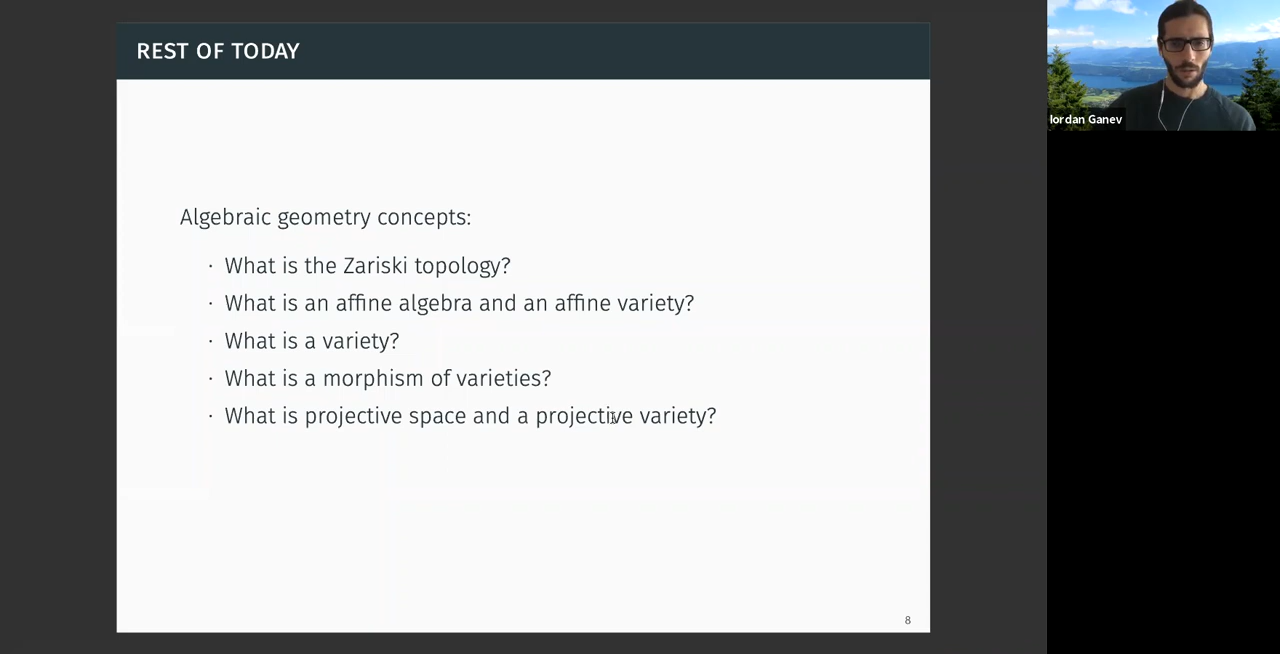 REST OF TODAY
Iordan Ganev
Algebraic geometry concepts:
· What is the Zariski topology?
· What is an affine algebra and an affine variety?
· What is a variety?
· What is a morphism of varieties?
· What is projective space and a projective variety?
8